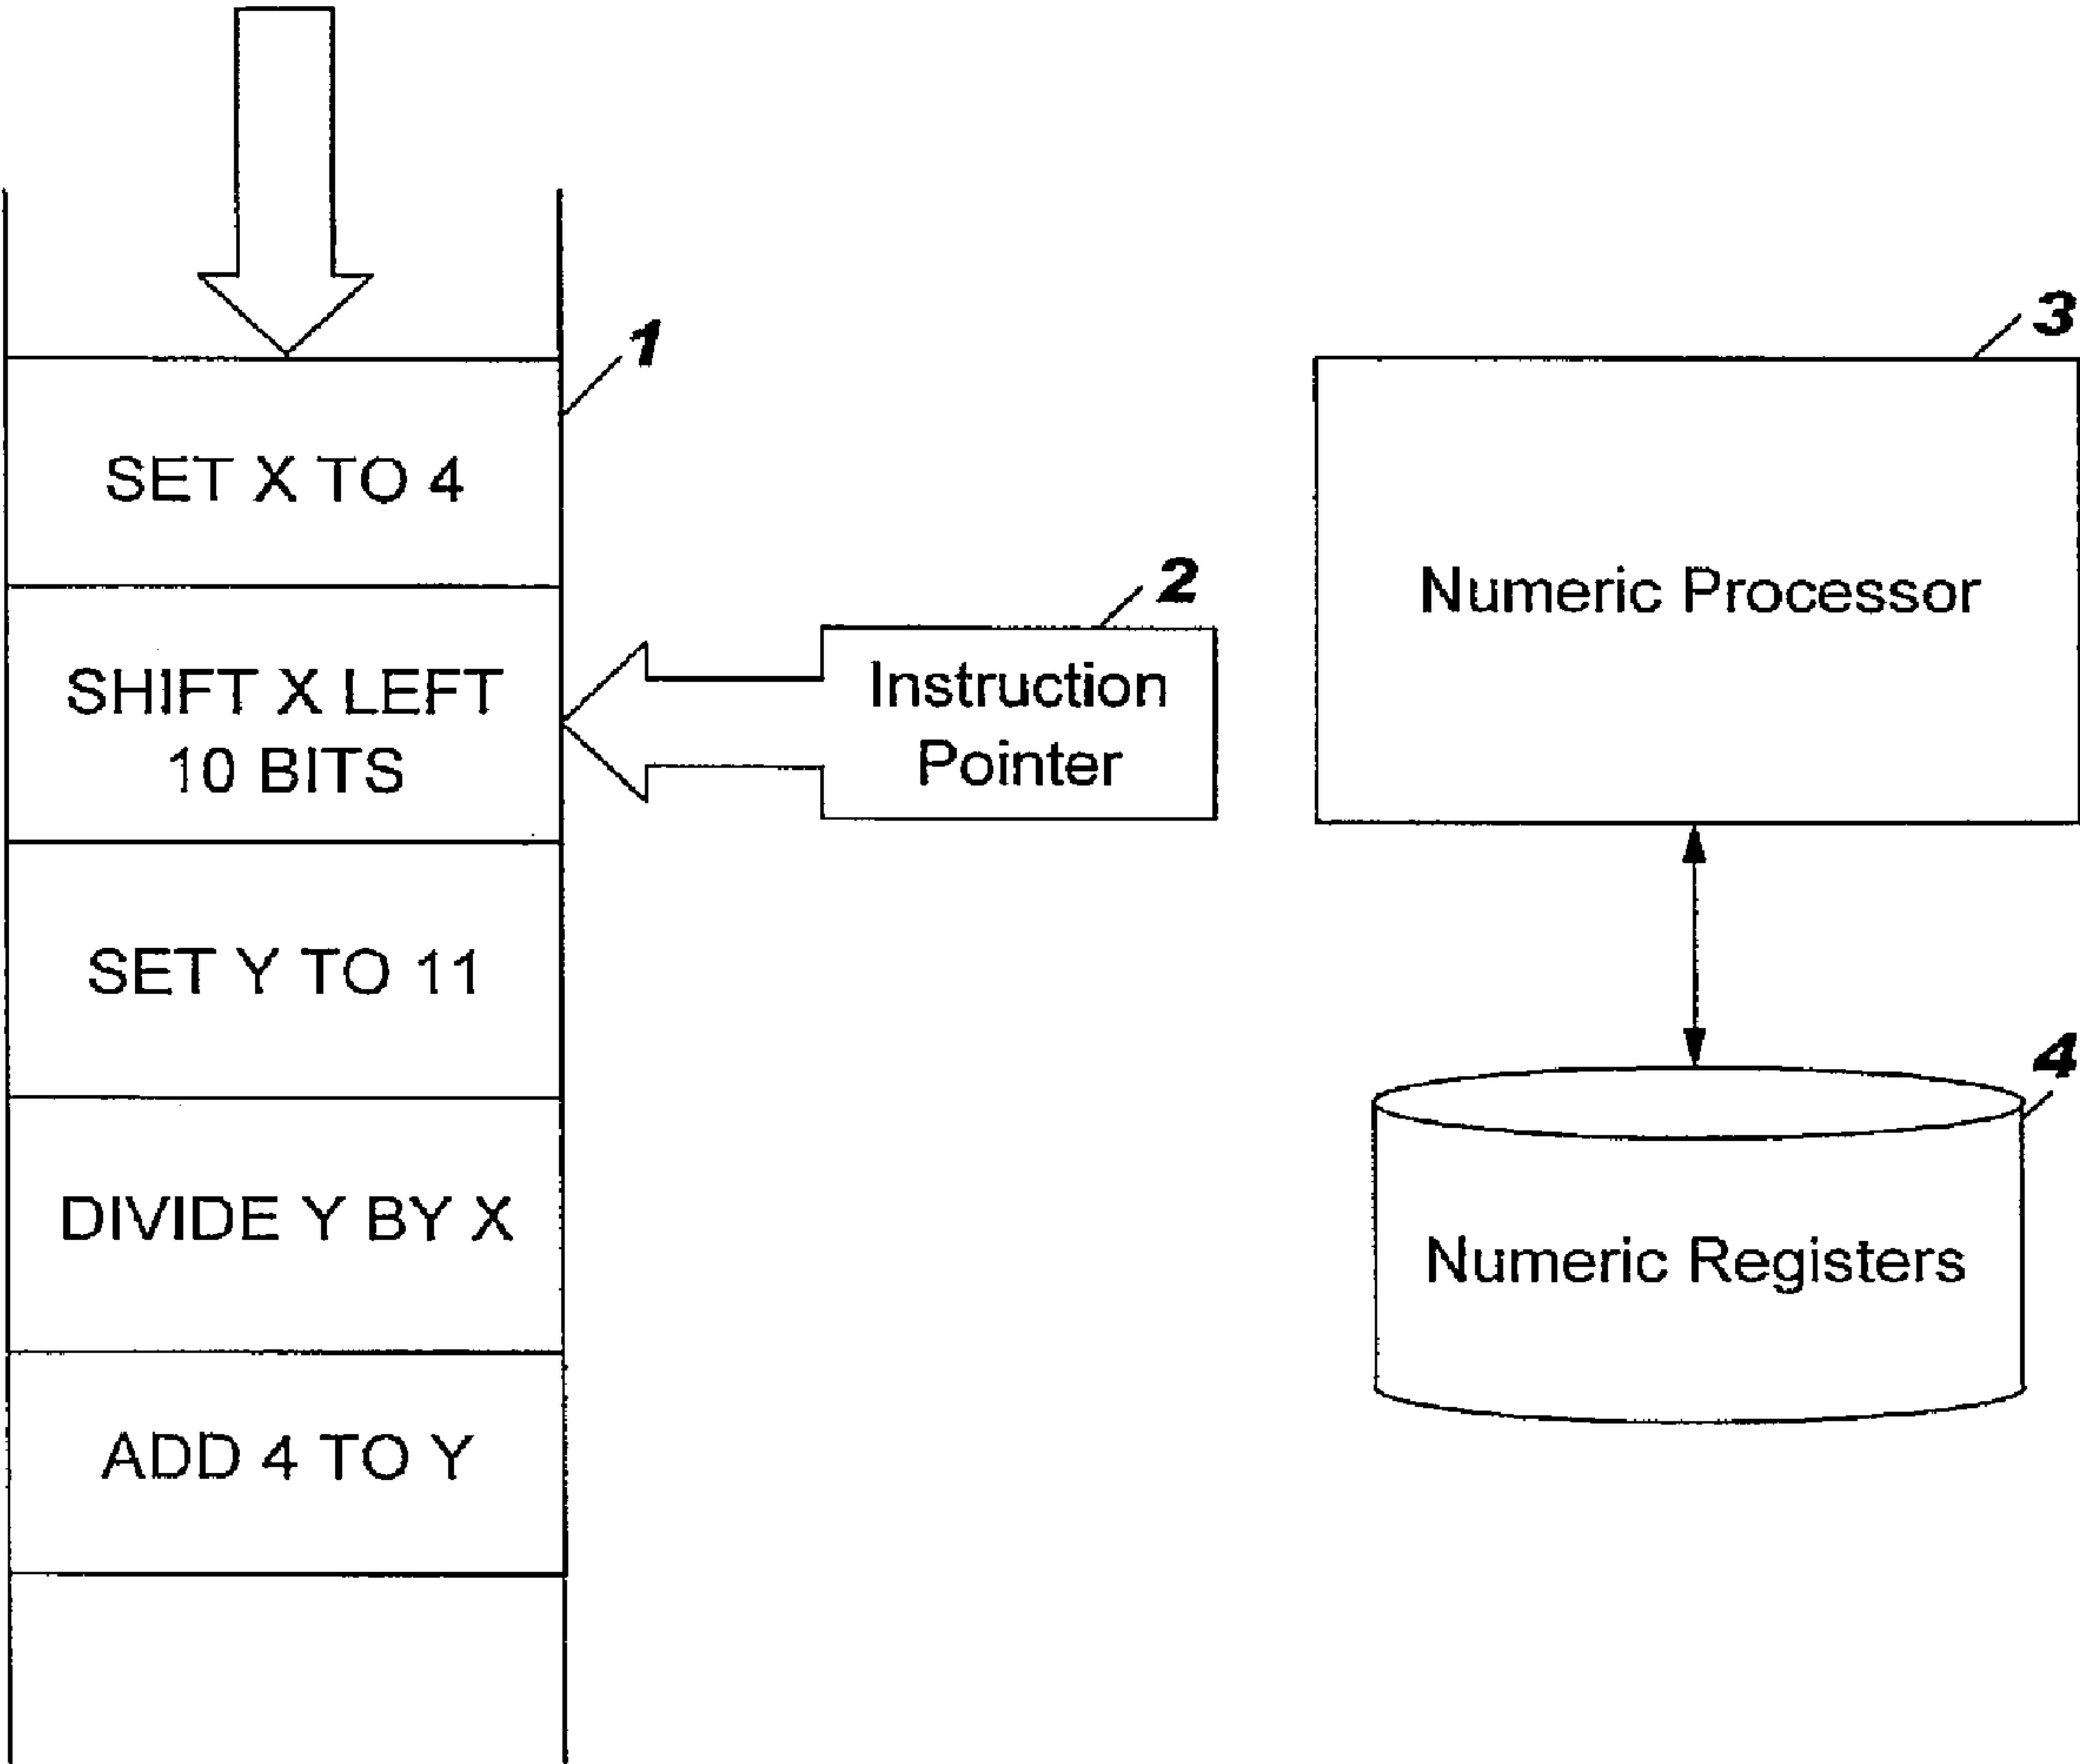 1
SET X TO 4
SHIFT X LEFT
10 BITS
SET Y TO 11
DIVIDE Y BY X
ADD 4 TO Y
2
Instruction
Pointer
3
Numeric Processor
4
Numeric Registers